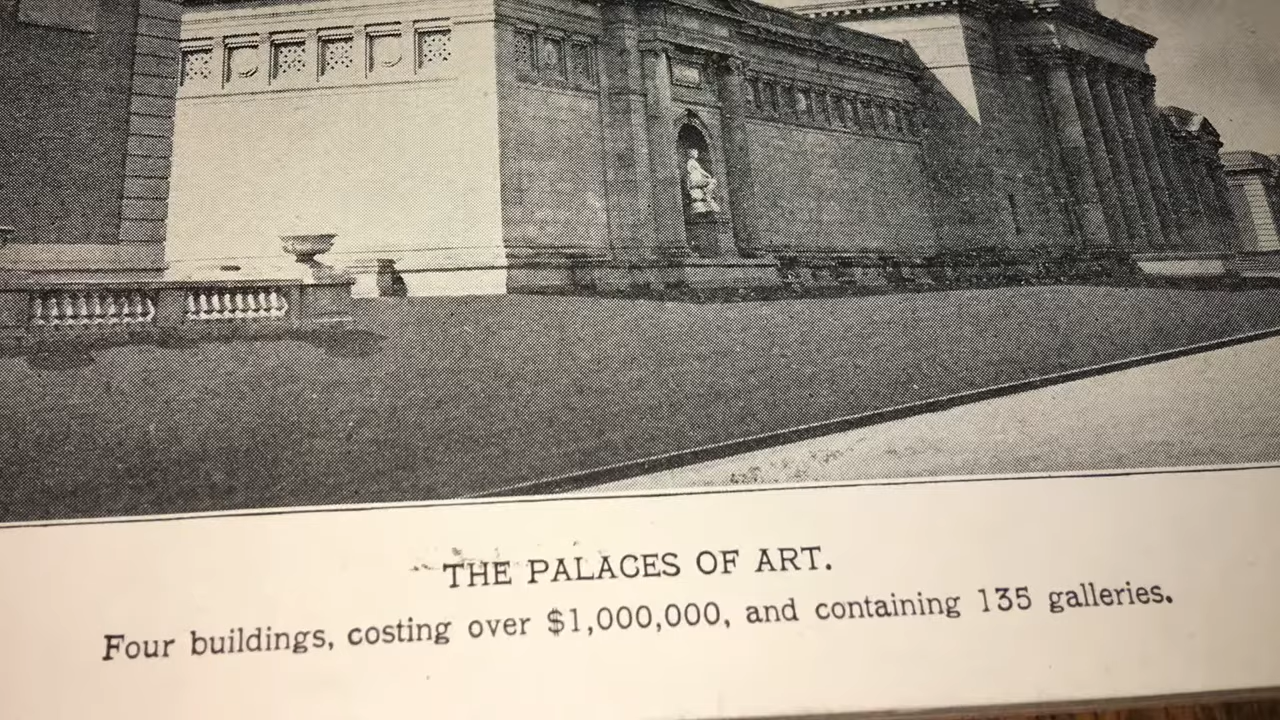 THE PALACES OF ART.
Four buildings, costing over $1,000,000, and containing 135 galleries.